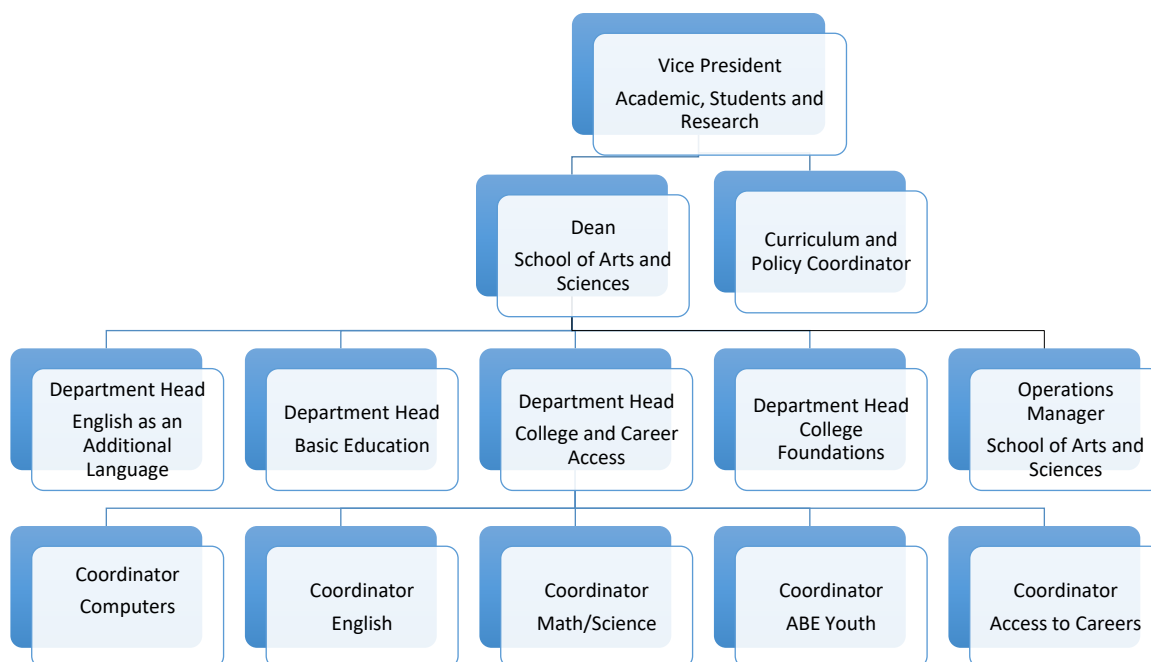 Vice President
Academic, Students and
Research
Dean
School of Arts and
Sciences
Curriculum and
Policy Coordinator
Department Head
English as an
Additional
Language
Department Head
Basic Education
Department Head
College and Career
Access
Department Head
College
Foundations
Operations
Manager
School of Arts and
Sciences
Coordinator
Computers
Coordinator
English
Coordinator
Math/Science
Coordinator
ABE Youth
Coordinator
Access to Careers